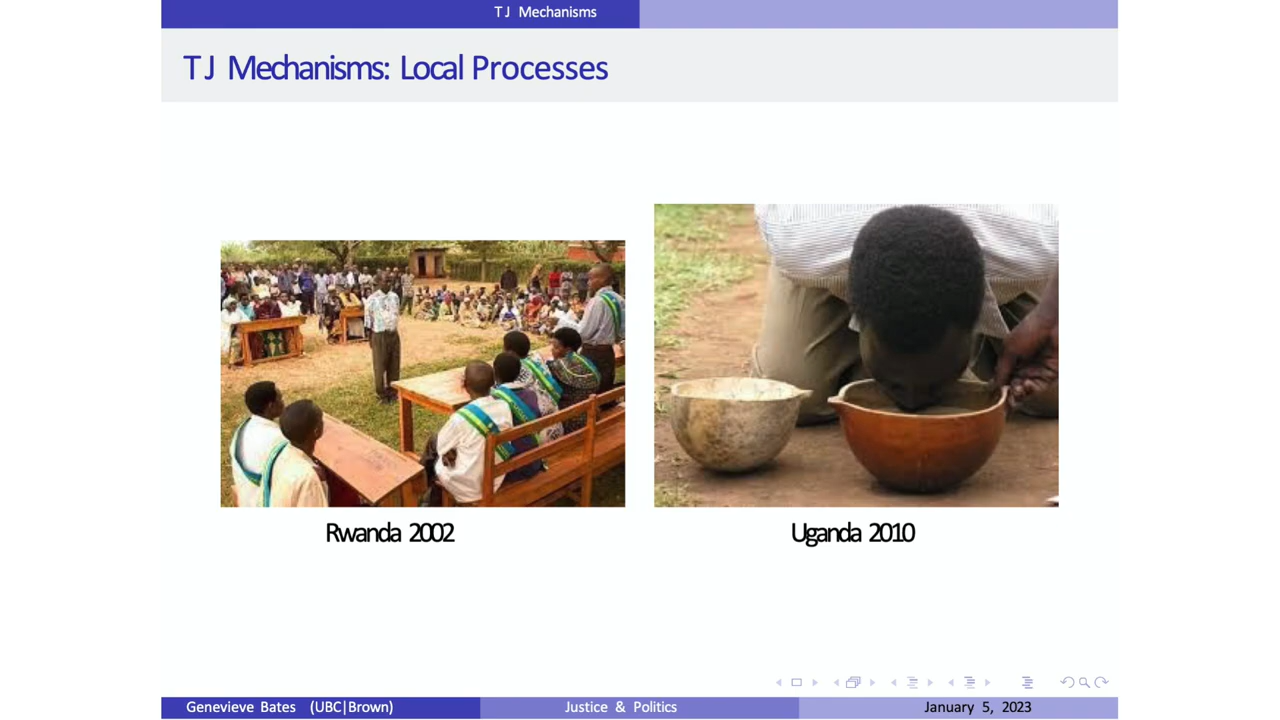 TJ Mechanisms
TJ Mechanisms: Local Processes
Rwanda 2002
Uganda 2010
Genevieve Bates (UBC|Brown)
Justice & Politics
January 5, 2023